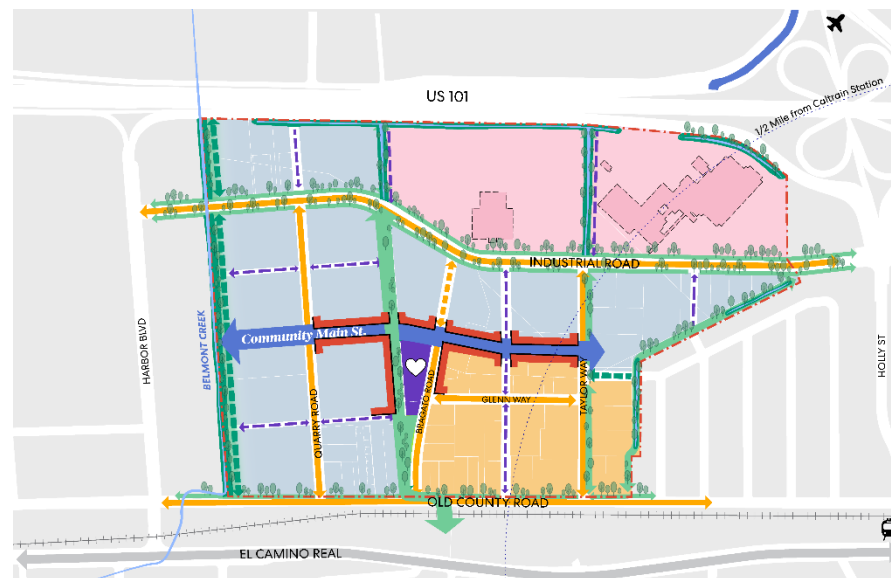 US 101
1/2 Mile from Caltrain Station
INDUSTRIAL ROAD
HARBOR BLVD
BELMONT CREEK
Community Main St.
QUARRY ROAD
BRAGATO ROAD
GLENN WAY
TAYLOR WAY
HOLLY ST
OLD COUNTY ROAD
EL CAMINO REAL